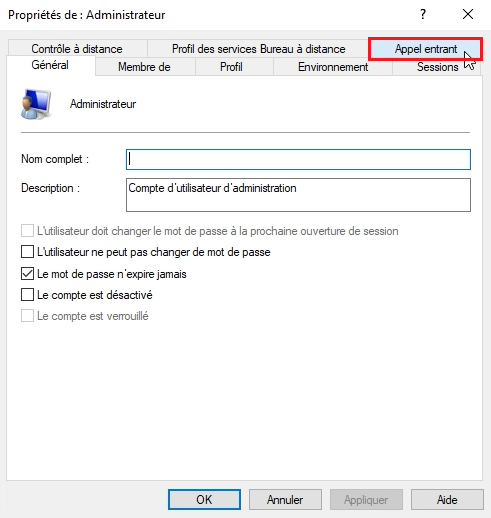 Propriétés de : Administrateur
?
Contrôle à distance Profil des services Bureau à distance Appel entrant
Général Membre de Profil Environnement Sessions
Administrateur
Nom complet :
Description : Compte d'utilisateur d'administration
L'utilisateur doit changer le mot de passe à la prochaine ouverture de session
L'utilisateur ne peut pas changer de mot de passe
Le mot de passe n'expire jamais
Le compte est désactivé
Le compte est verrouillé
OK Annuler Appliquer Aide